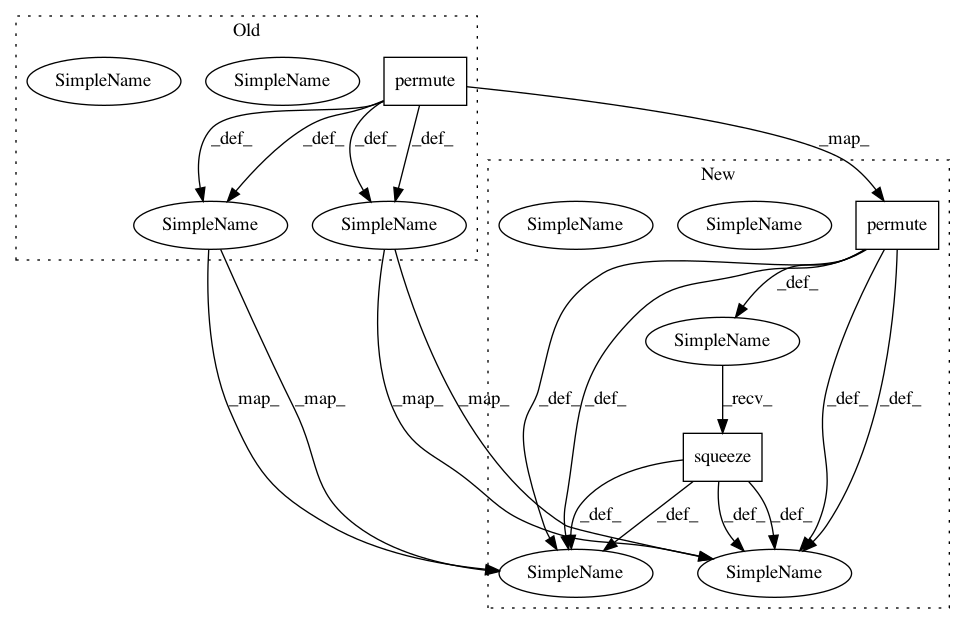 Old
SimpleName SimpleName permute
_def_ _def_ _def_ _def_ _map_
New
SimpleName SimpleName SimpleName SimpleName permute
_def_
SimpleName
_map_ _map_ _map_ _map_ _def_ _def_ _recv_ _def_ _def_
squeeze
_def_ _def_ _def_ _def_
SimpleName SimpleName